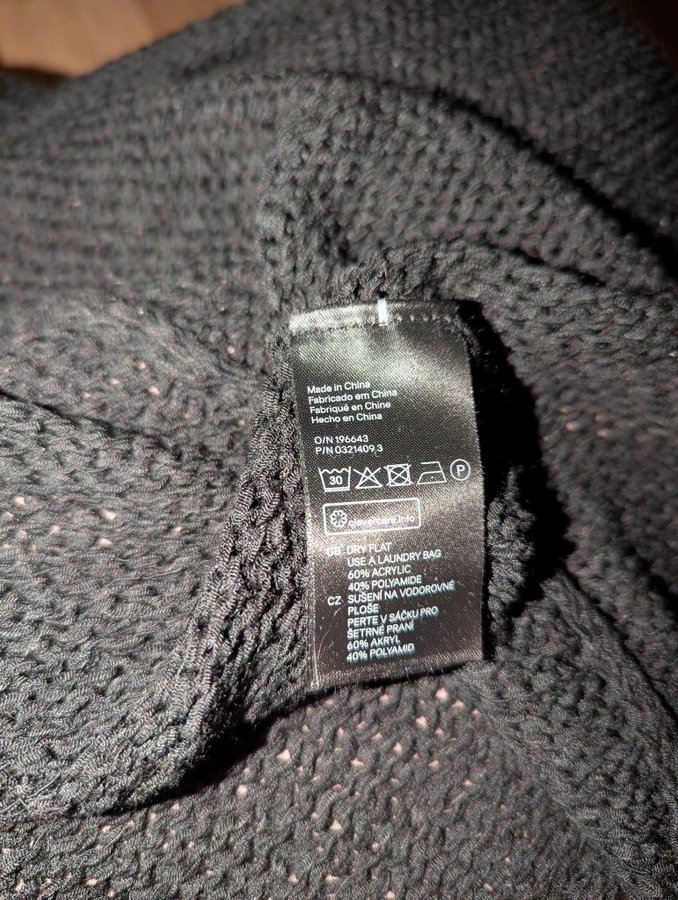 Made in China
Fabricado em China
Fabriqué en Chine
Hecho en China
O/N 196643
P/N 0321409,3
30 P
clevercare.info
GB DRY FLAT
USE A LAUNDRY BAG
60% ACRYLIC
40% POLYAMIDE
CZ SUŠENÍ NA VODOROVNÉ
PLOŠE
PERTE V SÁČKU PRO
ŠETRNÉ PRANÍ
60% AKRYL
40% POLYAMID